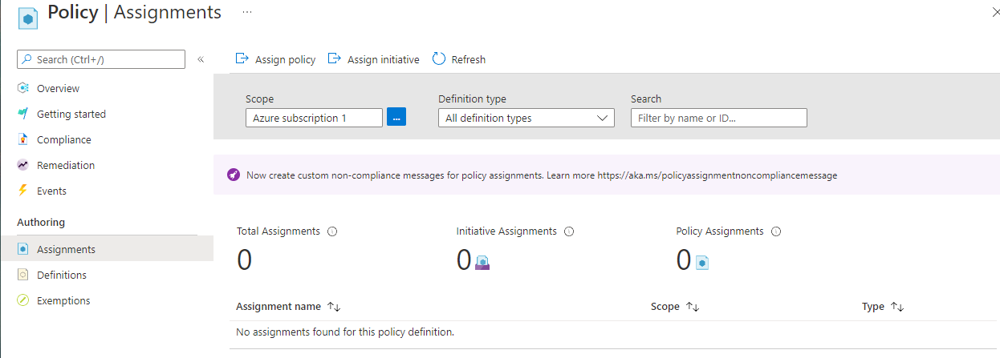 Policy | Assignments ...
Search (Ctrl+/) «
Overview
Getting started
Compliance
Remediation
Events
Authoring
Assignments
Definitions
Exemptions
Assign policy Assign initiative Refresh
Scope Definition type Search
Azure subscription 1 ... All definition types Filter by name or ID...
Now create custom non-compliance messages for policy assignments. Learn more https://aka.ms/policyassignmentnoncompliancemessage
Total Assignments Initiative Assignments Policy Assignments
0 0 0
Assignment name Scope Type
No assignments found for this policy definition.